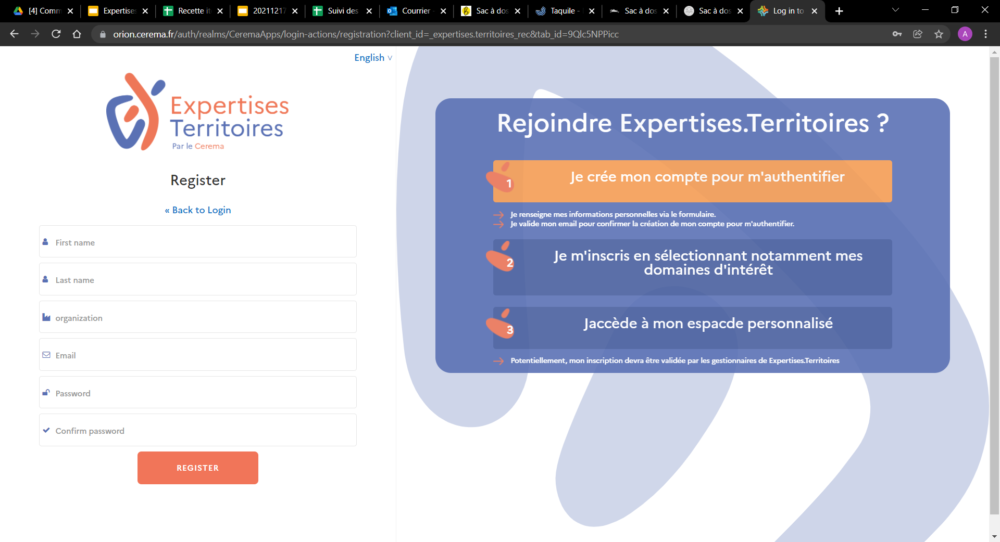 [4] Comm
Expertises
Recette it
20211217
Suivi des
Courrier -
Sac à dos
Taquile -
Sac à dos
Sac à dos
Log in to
orion.cerema.fr/auth/realms/CeremaApps/login-actions/registration?client_id=_expertises.territoires_rec&tab_id=9Qlc5NPPicc
A
English
Expertises
Territoires
Par le Cerema
Register
« Back to Login
First name
Last name
organization
Email
Password
Confirm password
REGISTER
Rejoindre Expertises.Territoires ?
1
Je crée mon compte pour m'authentifier
Je renseigne mes informations personnelles via le formulaire.
Je valide mon email pour confirmer la création de mon compte pour m'authentifier.
2
Je m'inscris en sélectionnant notamment mes
domaines d'intérêt
3
Jaccède à mon espacde personnalisé
Potentiellement, mon inscription devra être validée par les gestionnaires de Expertises.Territoires